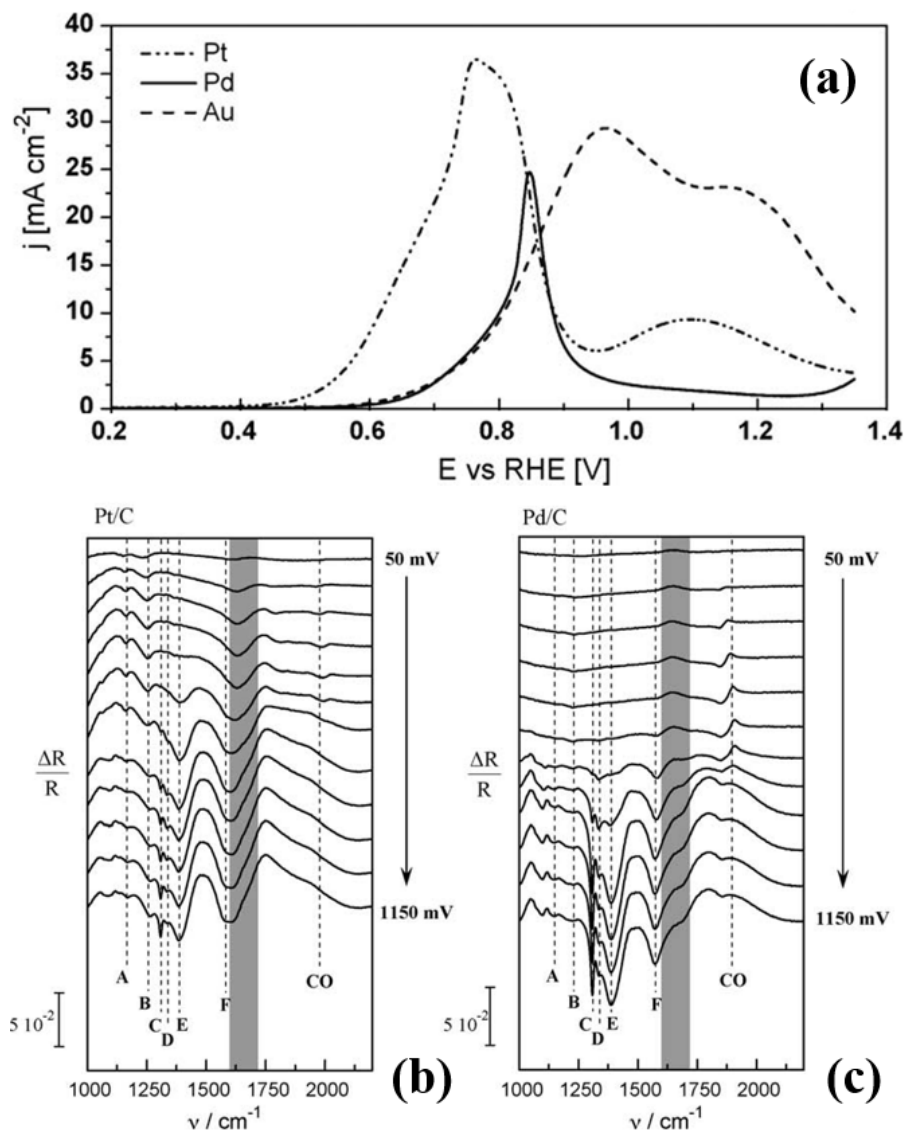 (a)
Pt
Pd
Au
40
35
30
25
20
15
10
5
0
j [mA cm⁻²]
0.2 0.4 0.6 0.8 1.0 1.2 1.4
E vs RHE [V]
Pt/C
50 mV
1150 mV
ΔR
R
A
B
C
D
E
F
CO
5 10⁻²
1000 1250 1500 1750 2000
ν / cm⁻¹
(b)
Pd/C
50 mV
1150 mV
ΔR
R
A
B
C
D
E
F
CO
5 10⁻²
1000 1250 1500 1750 2000
ν / cm⁻¹
(c)